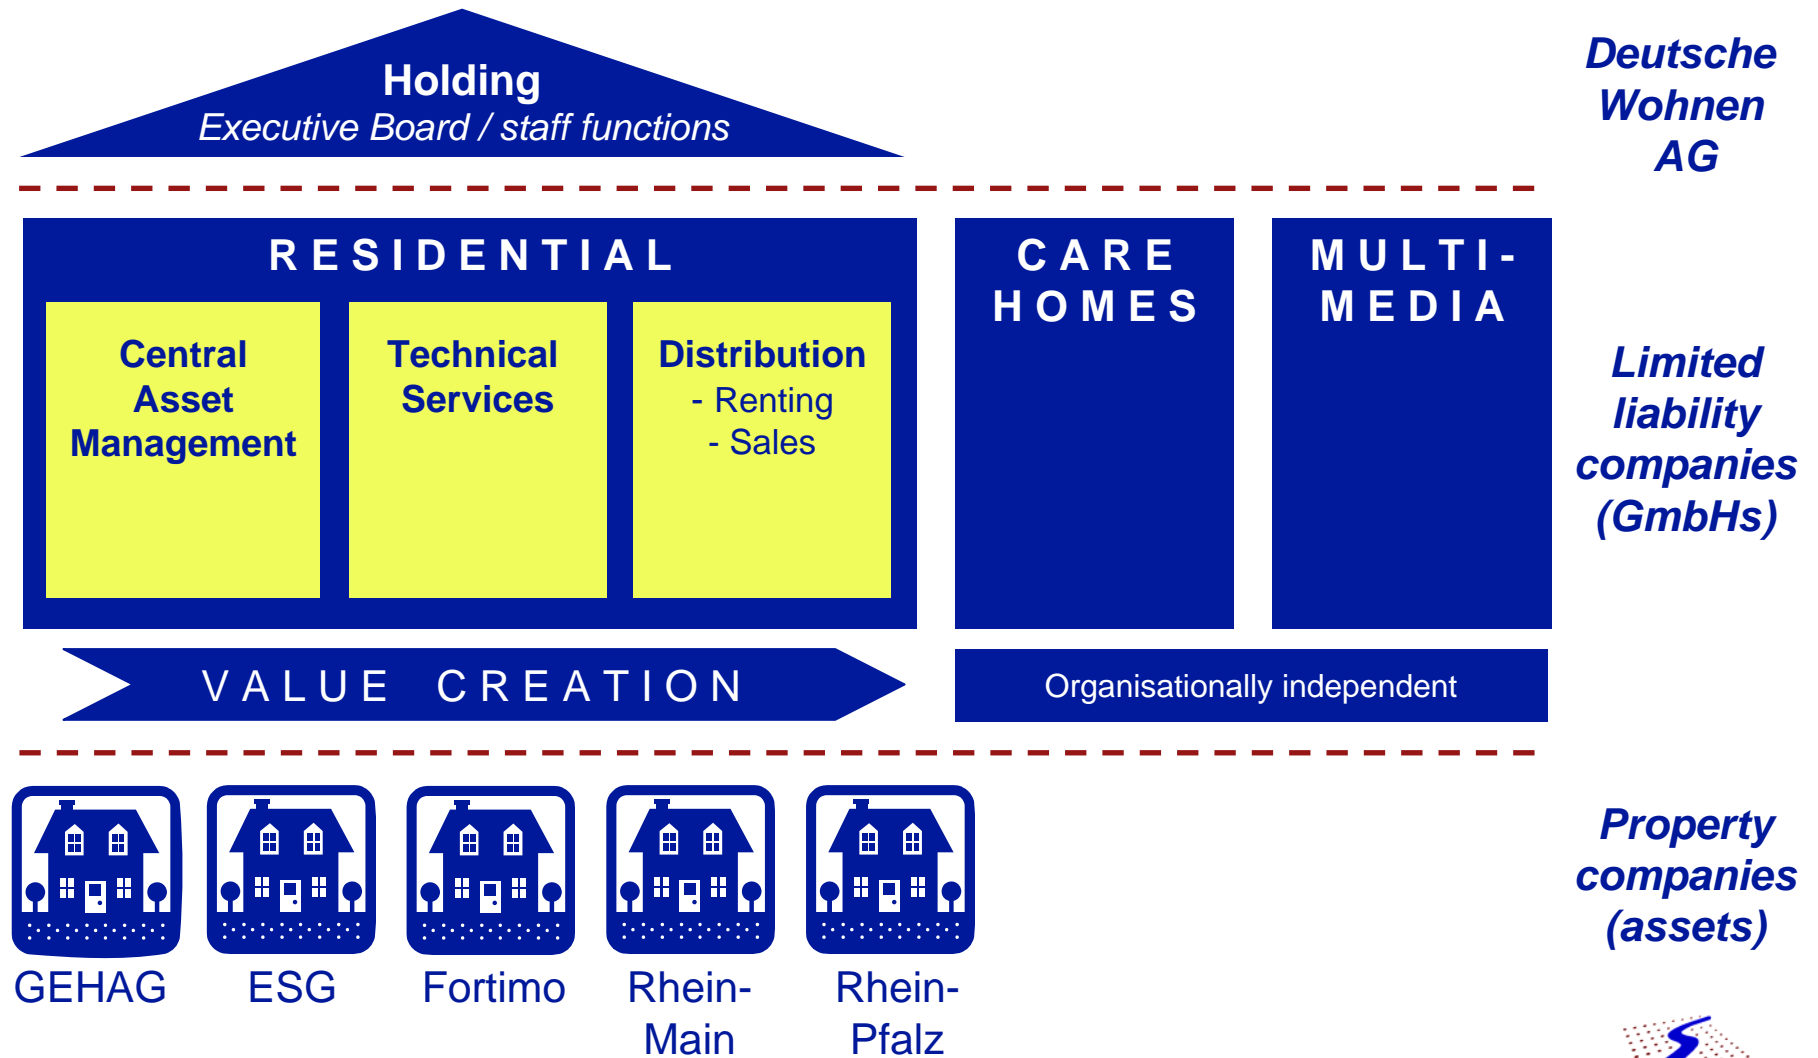 Holding
Executive Board / staff functions
Deutsche
Wohnen
AG
RESIDENTIAL
Central
Asset
Management
Technical
Services
Distribution
- Renting
- Sales
CARE
HOMES
MULTI-
MEDIA
Limited
liability
companies
(GmbHs)
VALUE CREATION
Organisationally independent
Property
companies
(assets)
GEHAG
ESG
Fortimo
Rhein-
Main
Rhein-
Pfalz